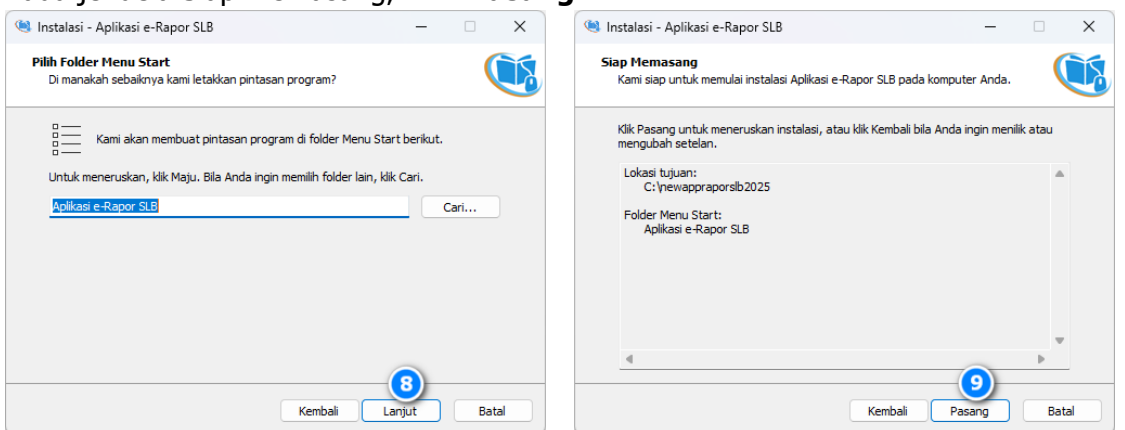 Instalasi - Aplikasi e-Rapor SLB
Pilih Folder Menu Start
Di manakah sebaiknya kami letakkan pintasan program?
Kami akan membuat pintasan program di folder Menu Start berikut.
Untuk meneruskan, klik Maju. Bila Anda ingin memilih folder lain, klik Cari.
Aplikasi e-Rapor SLB
Cari...
8
Kembali Lanjut Batal
Instalasi - Aplikasi e-Rapor SLB
Siap Memasang
Kami siap untuk memulai instalasi Aplikasi e-Rapor SLB pada komputer Anda.
Klik Pasang untuk meneruskan instalasi, atau klik Kembali bila Anda ingin menilik atau
mengubah setelan.
Lokasi tujuan:
C:\newappraporslb2025
Folder Menu Start:
Aplikasi e-Rapor SLB
9
Kembali Pasang Batal